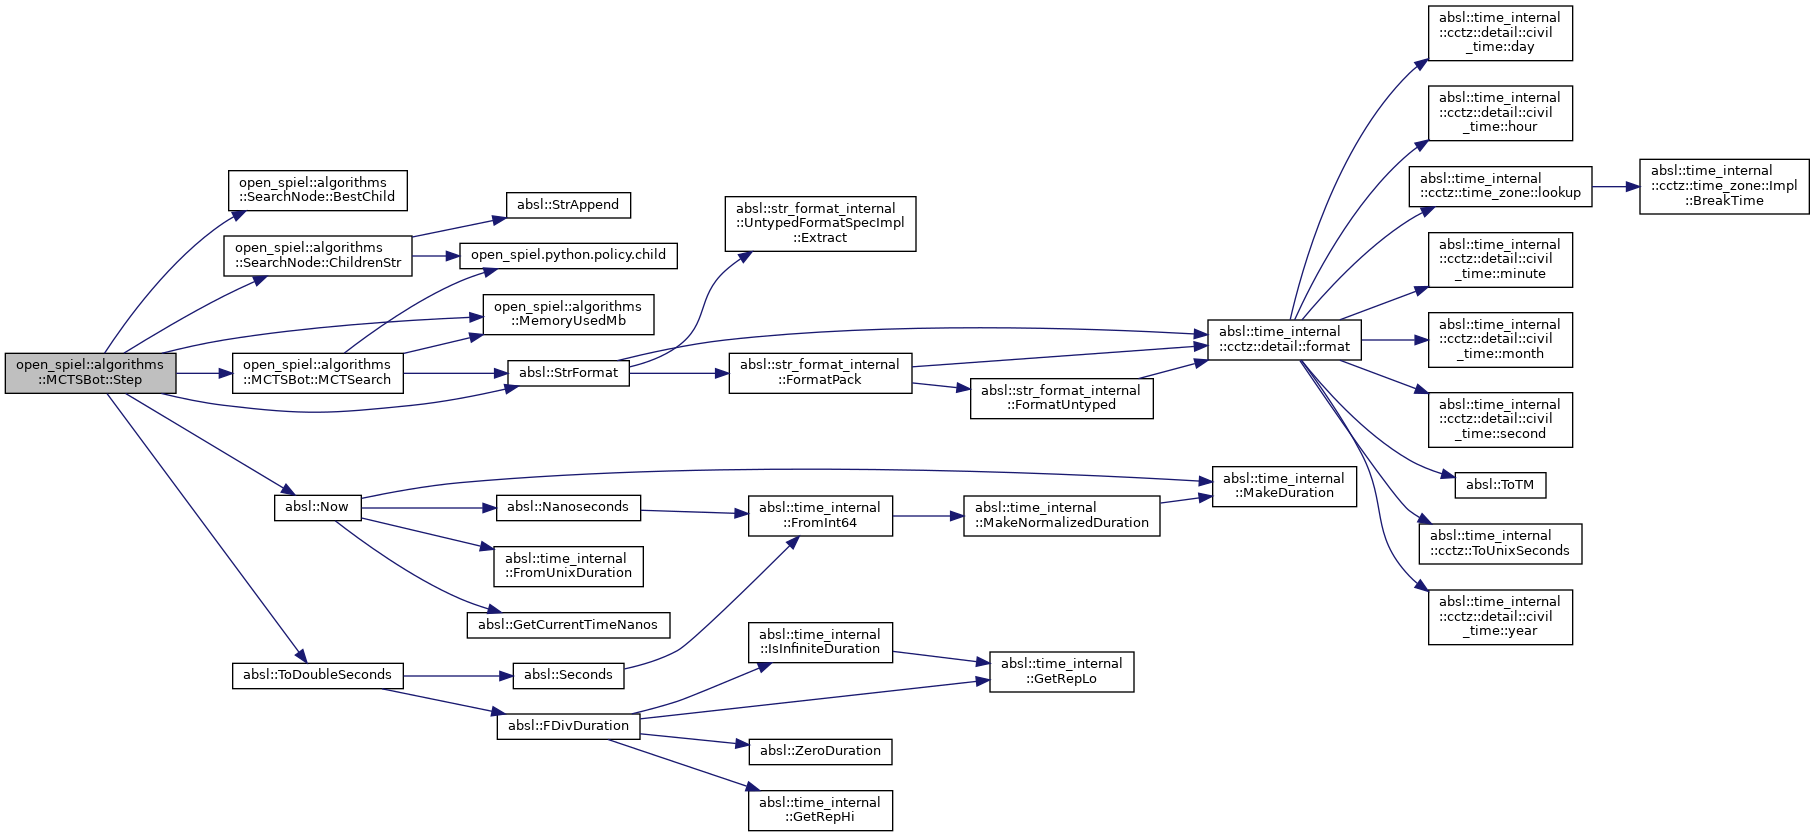 open_spiel::algorithms
::MCTSBot::Step
open_spiel::algorithms
::SearchNode::BestChild
open_spiel::algorithms
::SearchNode::ChildrenStr
open_spiel::algorithms
::MCTSBot::MCTSearch
absl::Now
absl::ToDoubleSeconds
absl::StrAppend
open_spiel.python.policy.child
open_spiel::algorithms
::MemoryUsedMb
absl::StrFormat
absl::Nanoseconds
absl::time_internal
::FromUnixDuration
absl::GetCurrentTimeNanos
absl::Seconds
absl::FDivDuration
absl::str_format_internal
::UntypedFormatSpecImpl
::Extract
absl::str_format_internal
::FormatPack
absl::time_internal
::FromInt64
absl::time_internal
::IsInfiniteDuration
absl::ZeroDuration
absl::time_internal
::GetRepHi
absl::str_format_internal
::FormatUntyped
absl::time_internal
::MakeNormalizedDuration
absl::time_internal
::GetRepLo
absl::time_internal
::cctz::detail::format
absl::time_internal
::MakeDuration
absl::time_internal
::cctz::detail::civil
_time::day
absl::time_internal
::cctz::detail::civil
_time::hour
absl::time_internal
::cctz::time_zone::lookup
absl::time_internal
::cctz::detail::civil
_time::minute
absl::time_internal
::cctz::detail::civil
_time::month
absl::time_internal
::cctz::detail::civil
_time::second
absl::ToTM
absl::time_internal
::cctz::ToUnixSeconds
absl::time_internal
::cctz::detail::civil
_time::year
absl::time_internal
::cctz::time_zone::Impl
::BreakTime